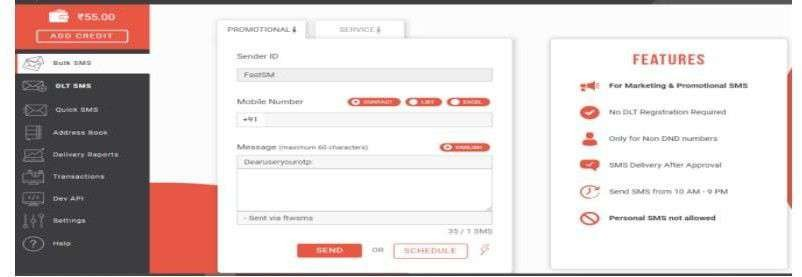 ₹55.00
ADD CREDIT
Bulk SMS
DLT SMS
Quick SMS
Address Book
Delivery Reports
Transactions
Dev API
Settings
Help
PROMOTIONAL
SERVICE
Sender ID
FastSM
Mobile Number
CONTACT
LIST
EXCEL
+91
Message (maximum 60 characters)
ENGLISH
Dearuseryourotp:
- Sent via ftwsms
35 / 1 SMS
SEND
OR
SCHEDULE
FEATURES
For Marketing & Promotional SMS
No DLT Registration Required
Only for Non DND numbers
SMS Delivery After Approval
Send SMS from 10 AM - 9 PM
Personal SMS not allowed